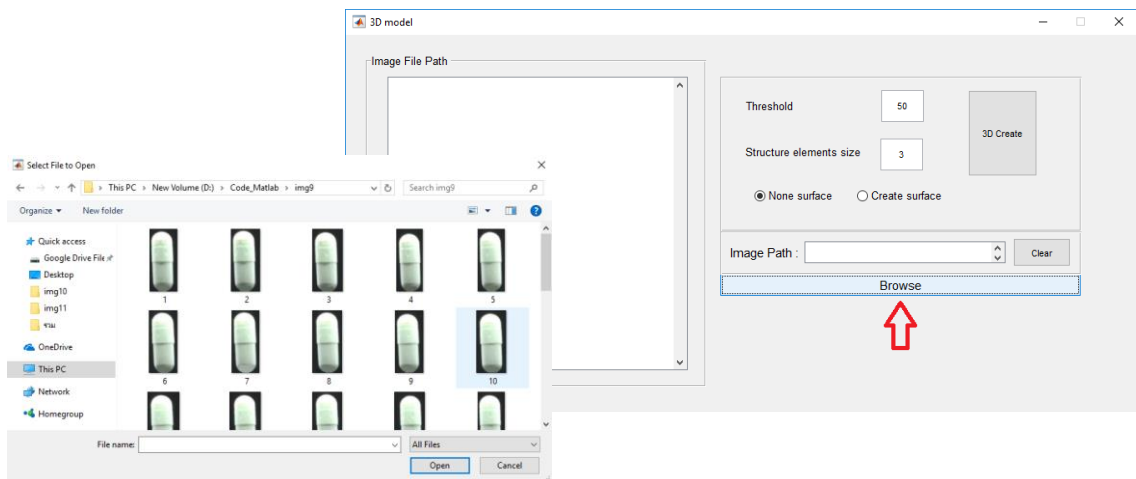 3D model
Image File Path
Threshold
50
3D Create
Structure elements size
3
None surface
Create surface
Image Path :
Clear
Browse
Select File to Open
This PC > New Volume (D:) > Code_Matlab > img9
Search img9
Organize
New folder
Quick access
Google Drive File
Desktop
img10
img11
งาม
OneDrive
This PC
Network
Homegroup
1
2
3
4
5
6
7
8
9
10
File name:
All Files
Open
Cancel